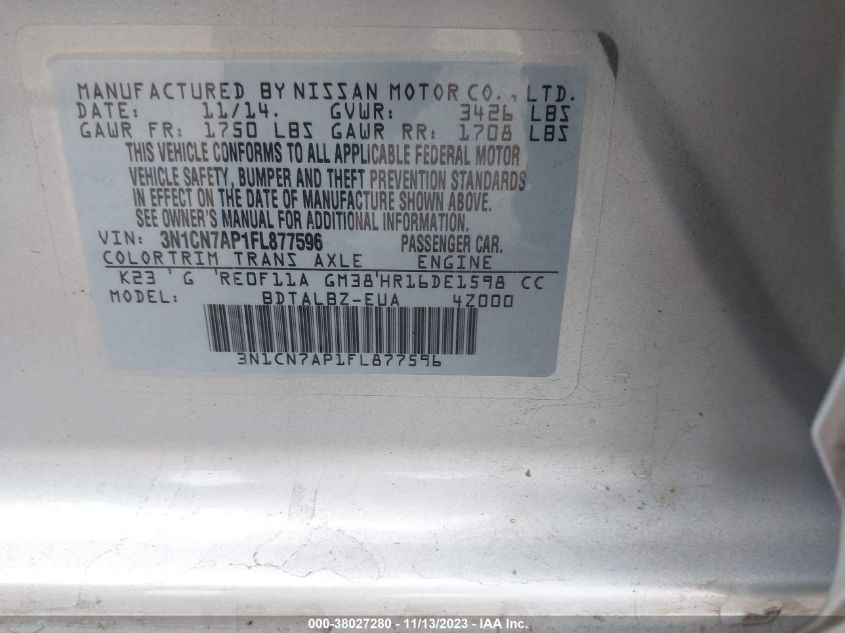 MANUFACTURED BY NISSAN MOTOR CO., LTD.
DATE: 11/14. GVWR: 3426 LBS
GAWR FR: 1750 LBS GAWR RR: 1708 LBS
THIS VEHICLE CONFORMS TO ALL APPLICABLE FEDERAL MOTOR
VEHICLE SAFETY, BUMPER AND THEFT PREVENTION STANDARDS
IN EFFECT ON THE DATE OF MANUFACTURE SHOWN ABOVE.
SEE OWNER'S MANUAL FOR ADDITIONAL INFORMATION.
VIN: 3N1CN7AP1FL877596 PASSENGER CAR.
COLORTRIM TRANS AXLE ENGINE
K23 'G 'RE0F11A GM38'HR16DE1598 CC
MODEL: BDTALBZ-EUA 4Z000
3N1CN7AP1FL877596
000-38027280 - 11/13/2023 - IAA Inc.